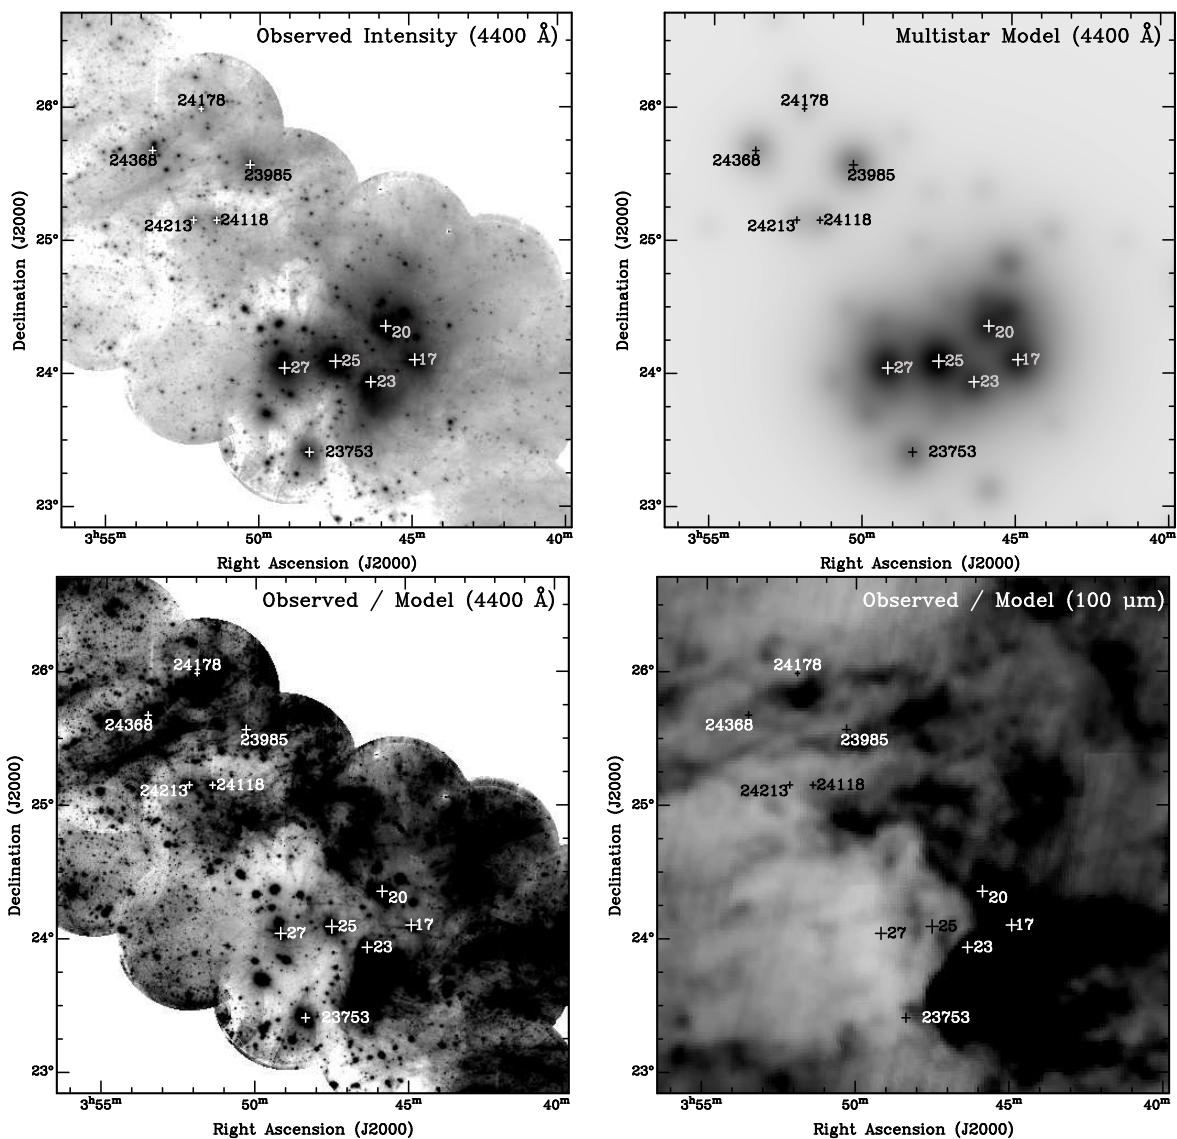 Observed Intensity (4400 Å)
26°
25°
24°
23°
Declination (J2000)
24178
24368
23985
24213
24118
20
17
25
27
23
23753
3ʰ55ᵐ
50ᵐ
45ᵐ
40ᵐ
Right Ascension (J2000)
Multistar Model (4400 Å)
26°
25°
24°
23°
Declination (J2000)
24178
24368
23985
24213
24118
20
17
25
27
23
23753
3ʰ55ᵐ
50ᵐ
45ᵐ
40ᵐ
Right Ascension (J2000)
Observed / Model (4400 Å)
26°
25°
24°
23°
Declination (J2000)
24178
24368
23985
24213
24118
20
17
25
27
23
23753
3ʰ55ᵐ
50ᵐ
45ᵐ
40ᵐ
Right Ascension (J2000)
Observed / Model (100 μm)
26°
25°
24°
23°
Declination (J2000)
24178
24368
23985
24213
24118
20
17
25
27
23
23753
3ʰ55ᵐ
50ᵐ
45ᵐ
40ᵐ
Right Ascension (J2000)